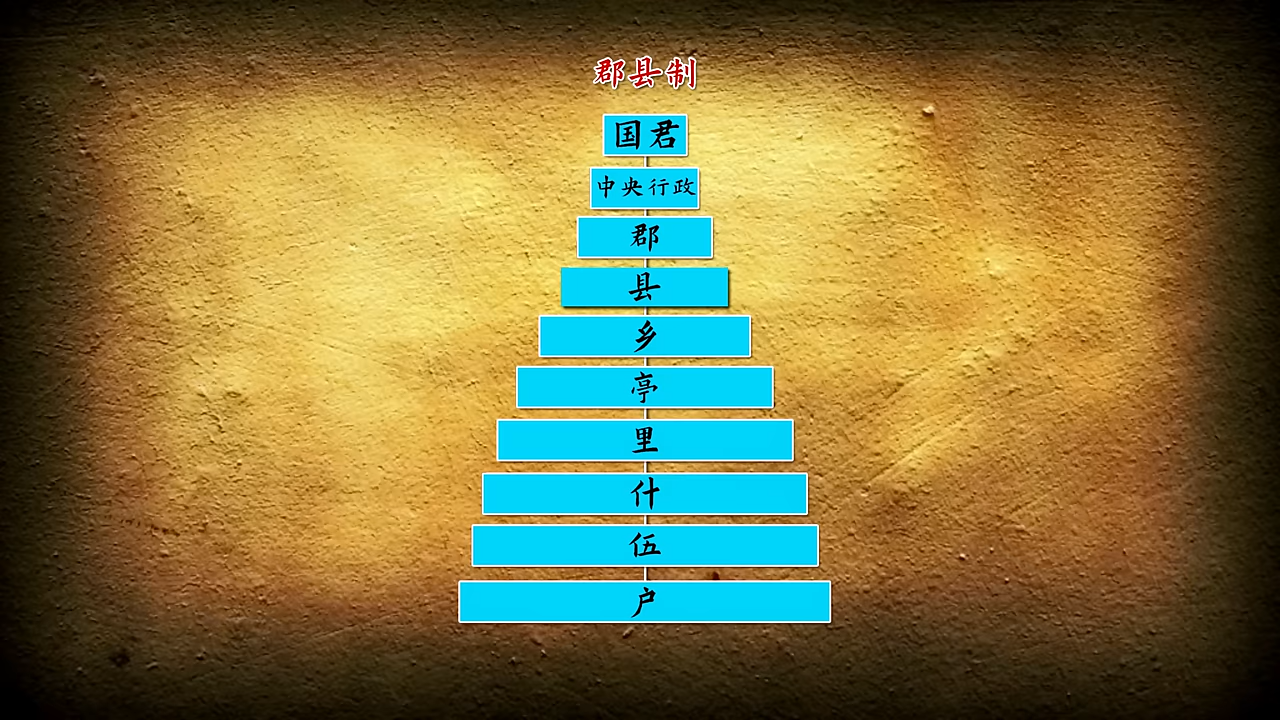 郡县制
国君
中央行政
郡
县
乡
亭
里
什
伍
户